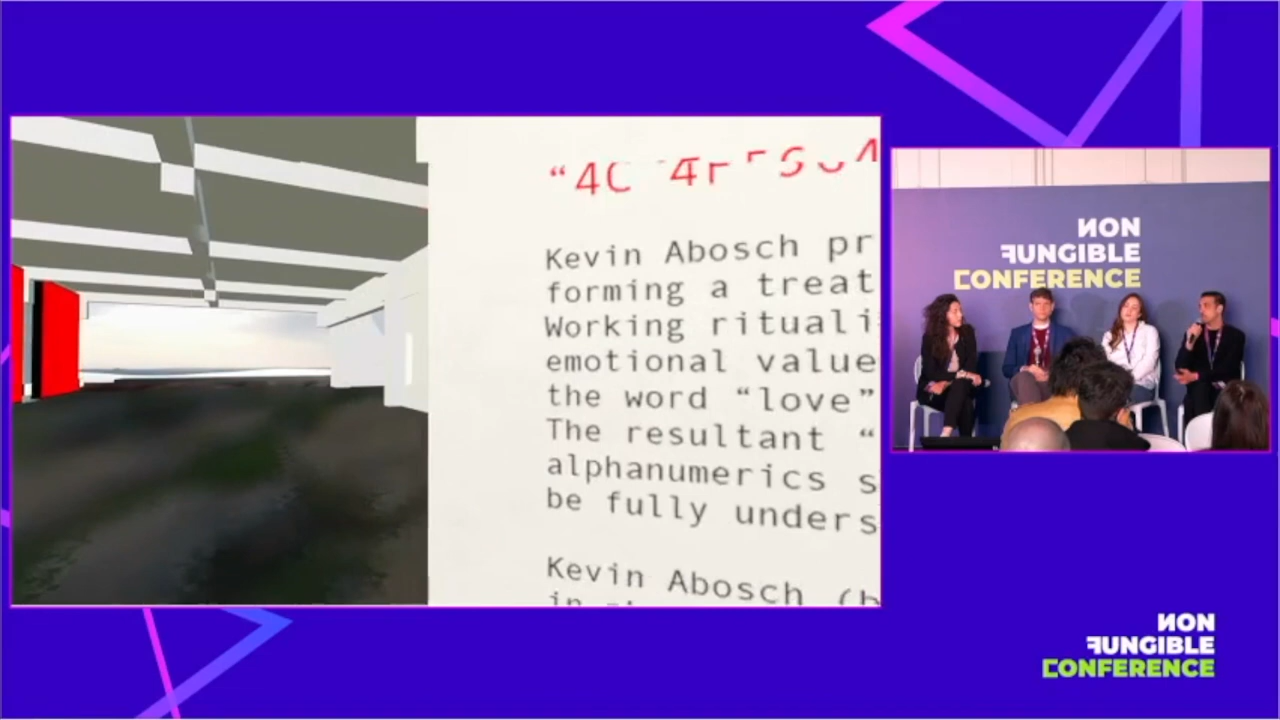 Kevin Abosch pr
forming a treat
Working rituali
emotional value
the word “love”
The resultant “
alphanumerics s
be fully unders
Kevin Abosch (b
NON
FUNGIBLE
CONFERENCE
NON
FUNGIBLE
CONFERENCE